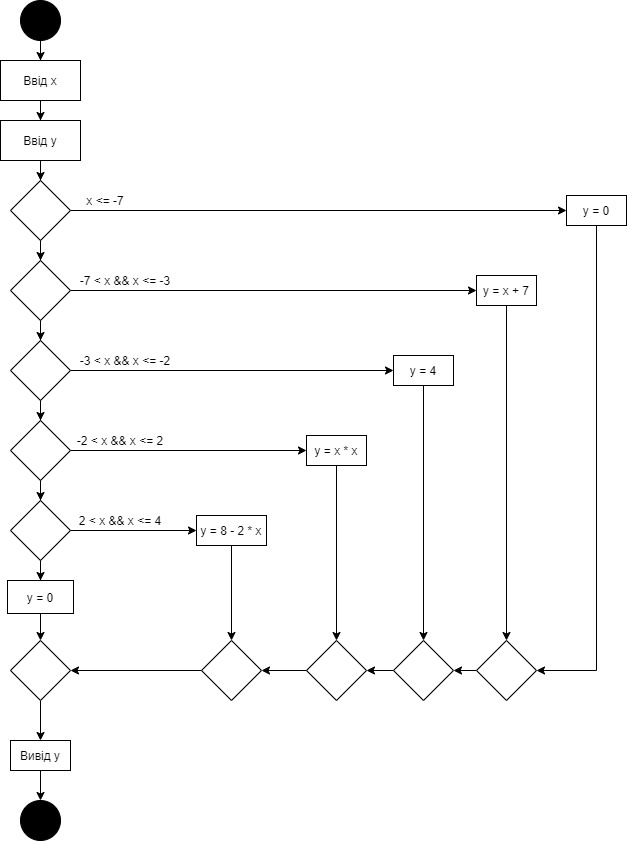 Ввід x
Ввід y
x <= -7
y = 0
-7 < x && x <= -3
y = x + 7
-3 < x && x <= -2
y = 4
-2 < x && x <= 2
y = x * x
2 < x && x <= 4
y = 8 - 2 * x
y = 0
Вивід y